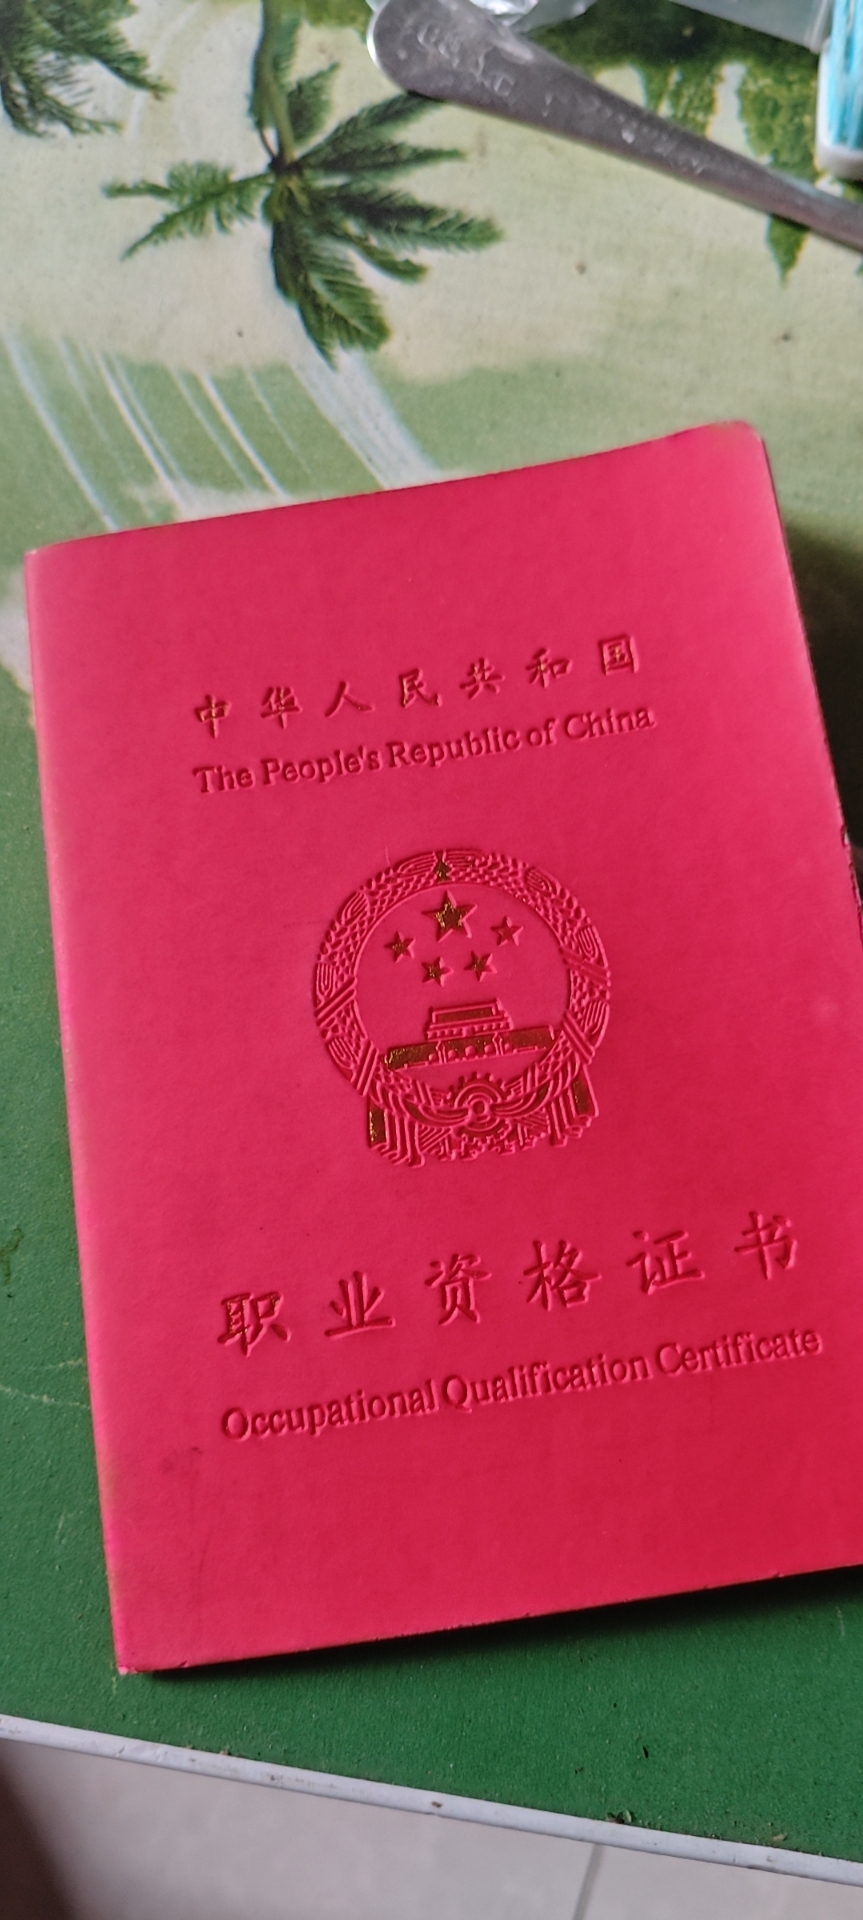 中华人民共和国
The People's Republic of China
职业资格证书
Occupational Qualification Certificate